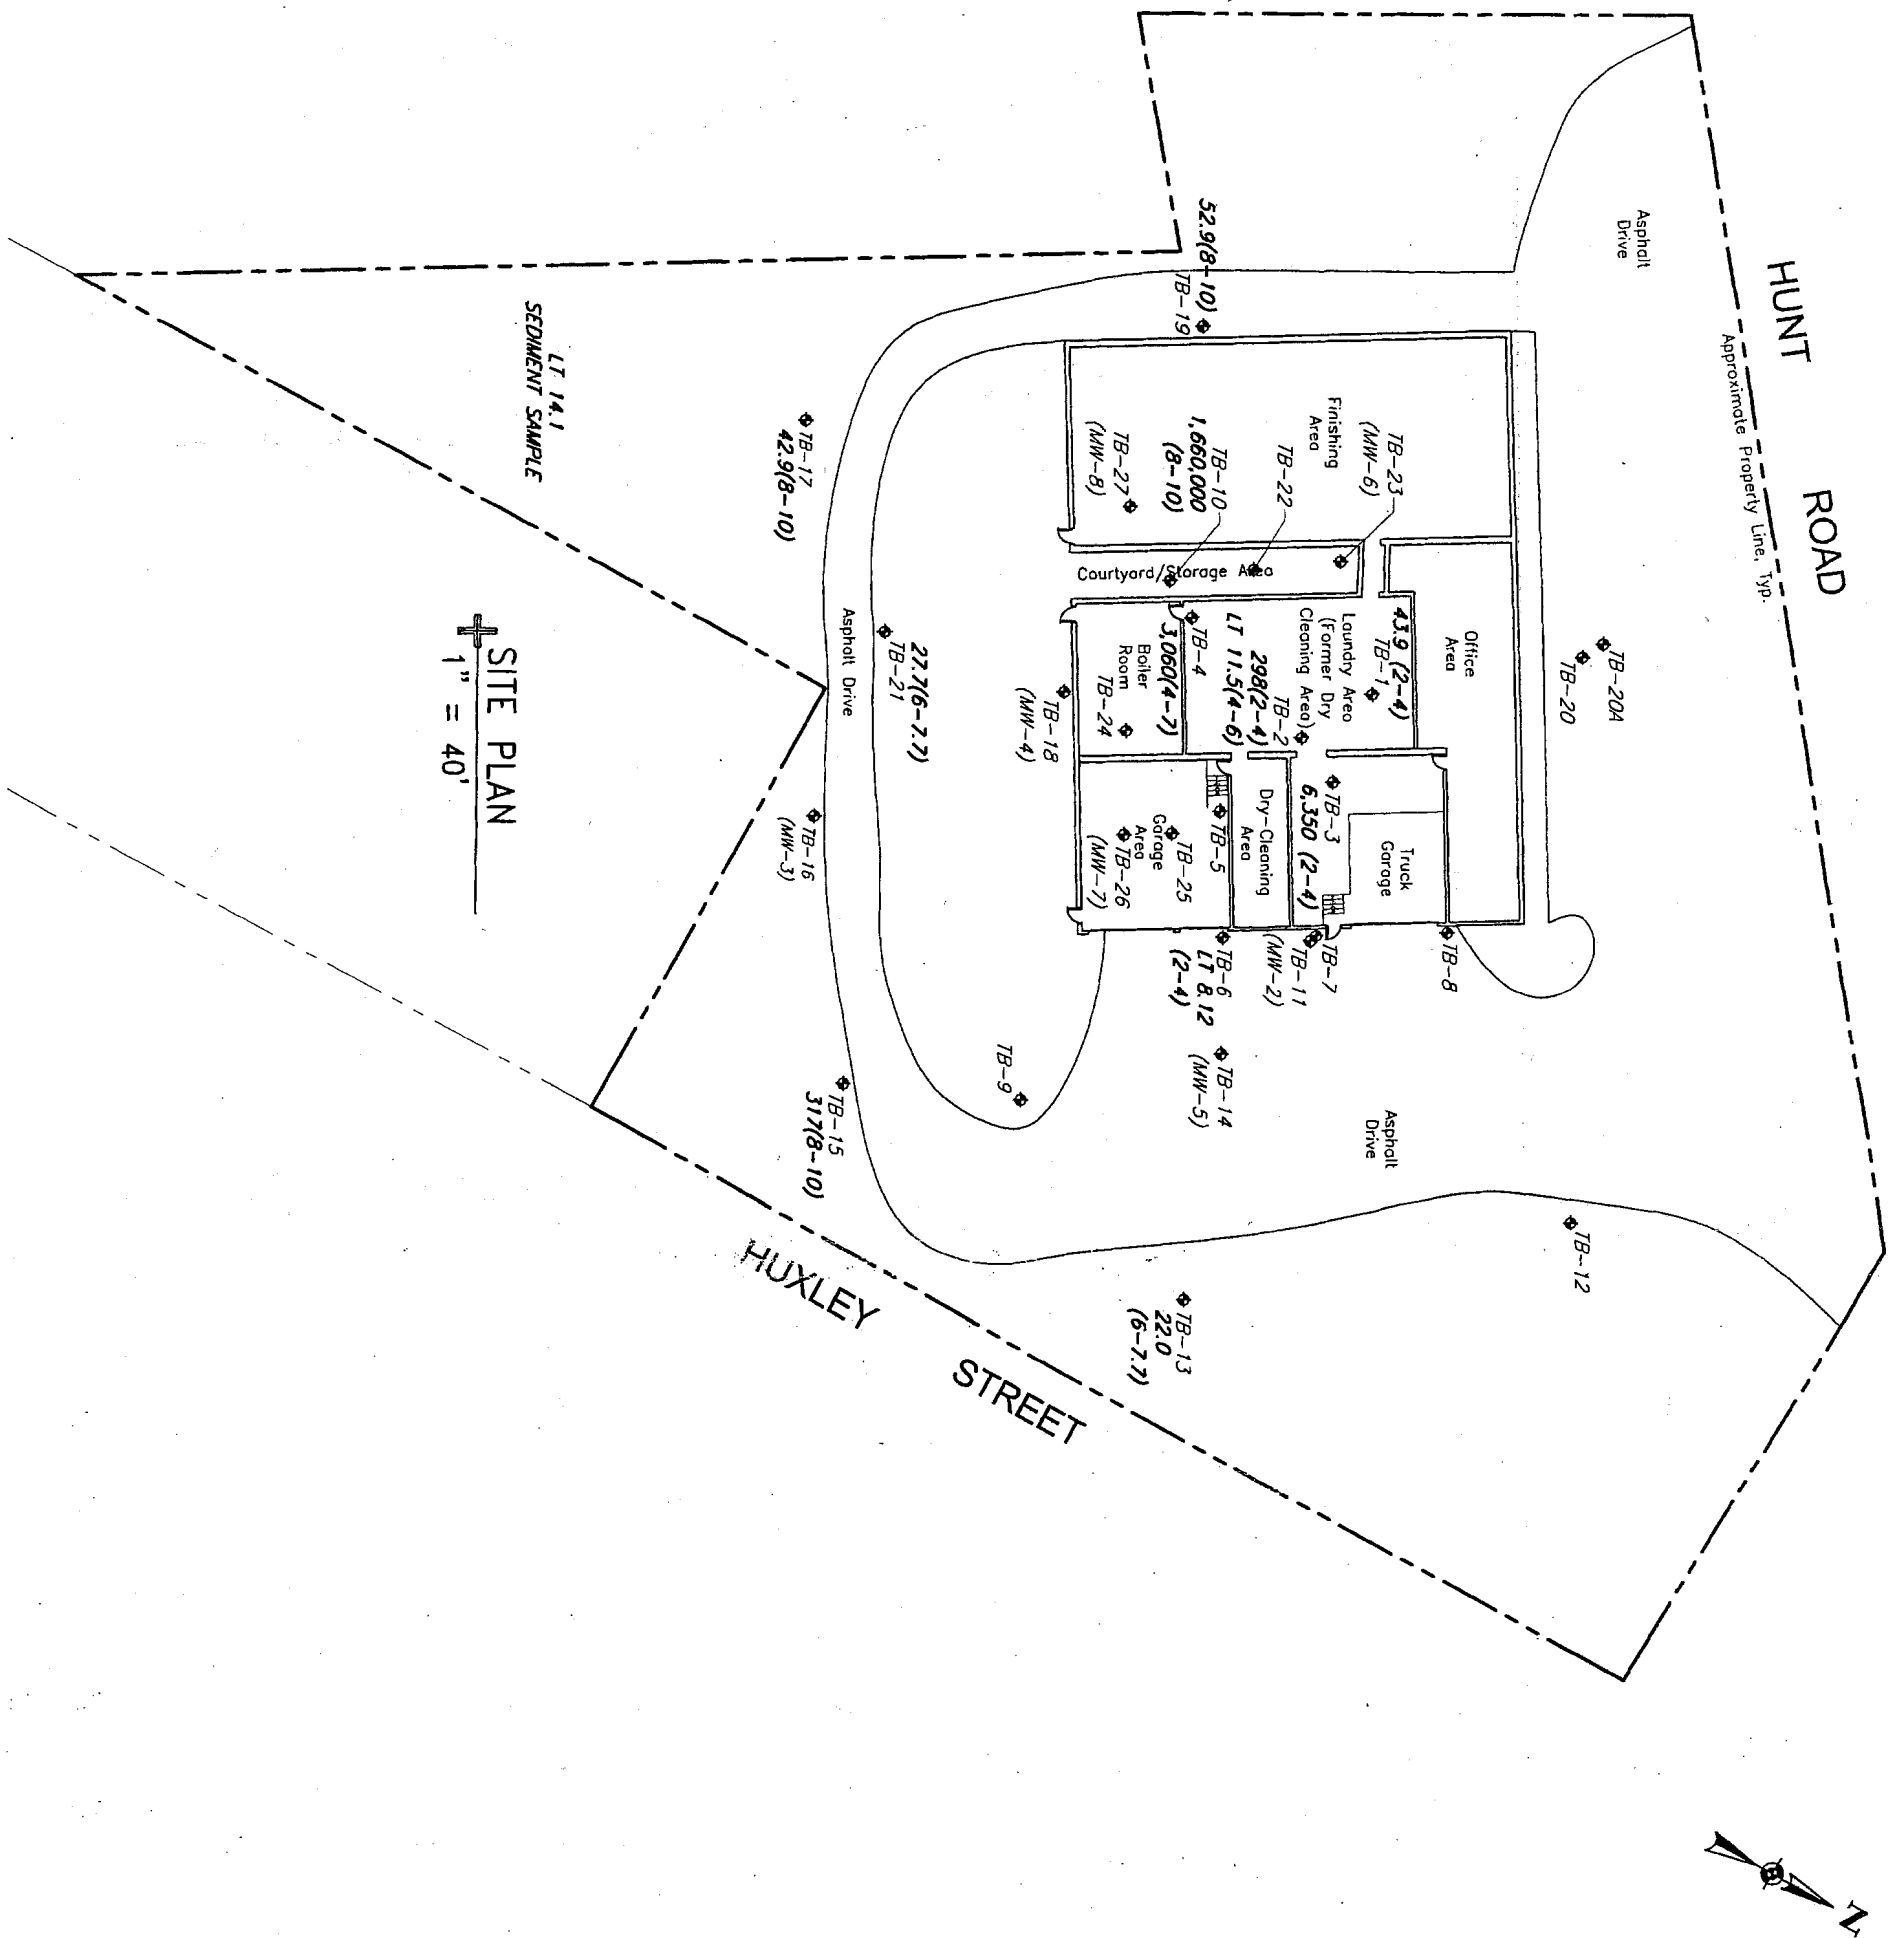 HUNT ROAD
Approximate Property Line, Typ.
Asphalt
Drive
TB-20A
TB-20
TB-12
Office
Area
TB-8
Truck
Garage
43.9 (2-4)
TB-1
Laundry Area
(Former Dry
Cleaning Area)
TB-2
298(2-4)
LT 11.5(4-6)
TB-3
6,350 (2-4)
TB-7
TB-11
(MW-2)
Asphalt
Drive
TB-23
(MW-6)
Finishing
Area
TB-22
TB-10
1,660,000
(8-10)
TB-27
(MW-8)
Courtyard/Storage Area
52.9(8-10)
TB-19
TB-4
3,060(4-7)
Boiler
Room
TB-24
Dry-Cleaning
Area
TB-5
TB-25
Garage
Area
TB-26
(MW-7)
TB-6
LT 8.12
(2-4)
TB-14
(MW-5)
TB-13
22.0
(6-7.7)
TB-18
(MW-4)
TB-9
27.7(6-7.7)
TB-21
Asphalt Drive
TB-17
42.9(8-10)
TB-16
(MW-3)
TB-15
317(8-10)
LT 14.1
SEDIMENT SAMPLE
HUXLEY STREET
SITE PLAN
1" = 40'
N